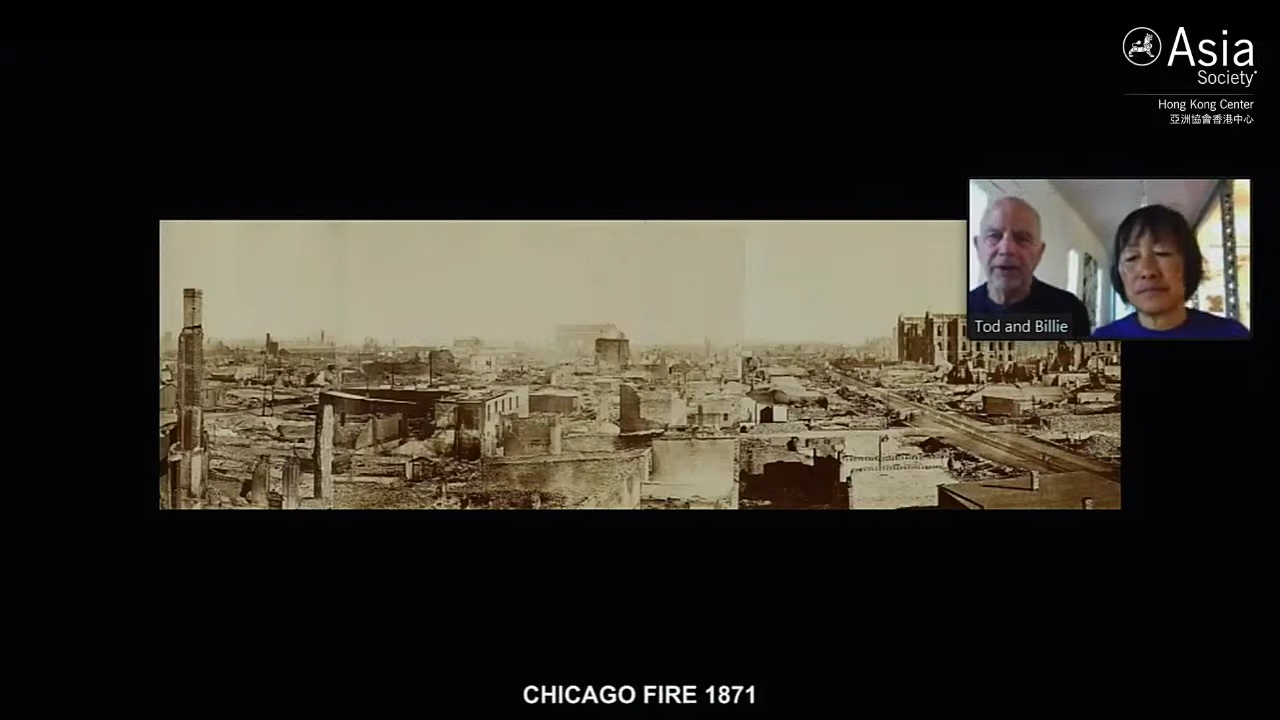 Asia
Society
Hong Kong Center
亞洲協會香港中心
Tod and Billie
CHICAGO FIRE 1871